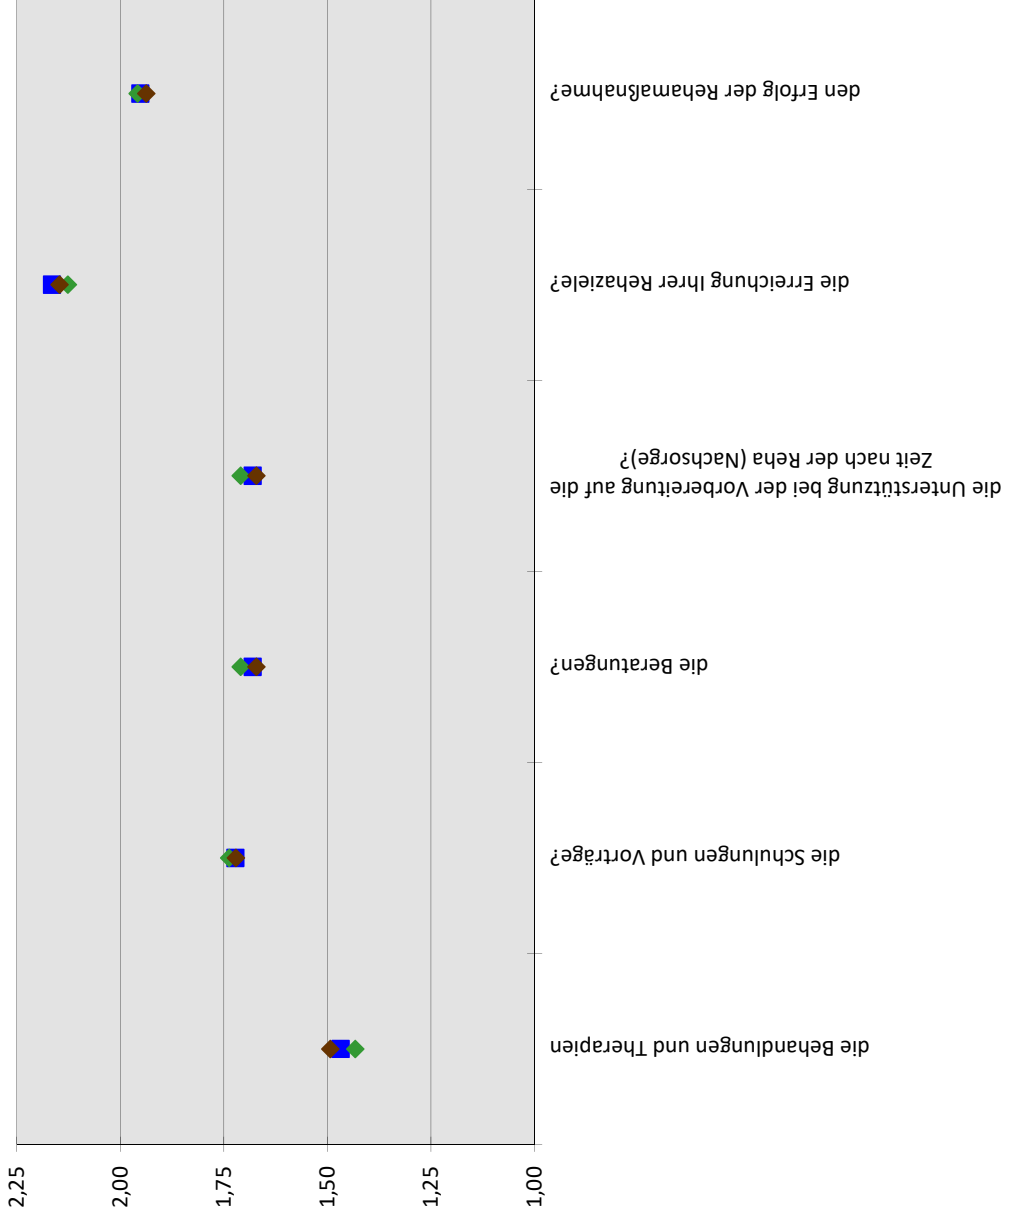 den Erfolg der Rehamaßnahme?
die Erreichung Ihrer Rehaziele?
die Unterstützung bei der Vorbereitung auf die
Zeit nach der Reha (Nachsorge)?
die Beratungen?
die Schulungen und Vorträge?
die Behandlungen und Therapien
2,25
2,00
1,75
1,50
1,25
1,00